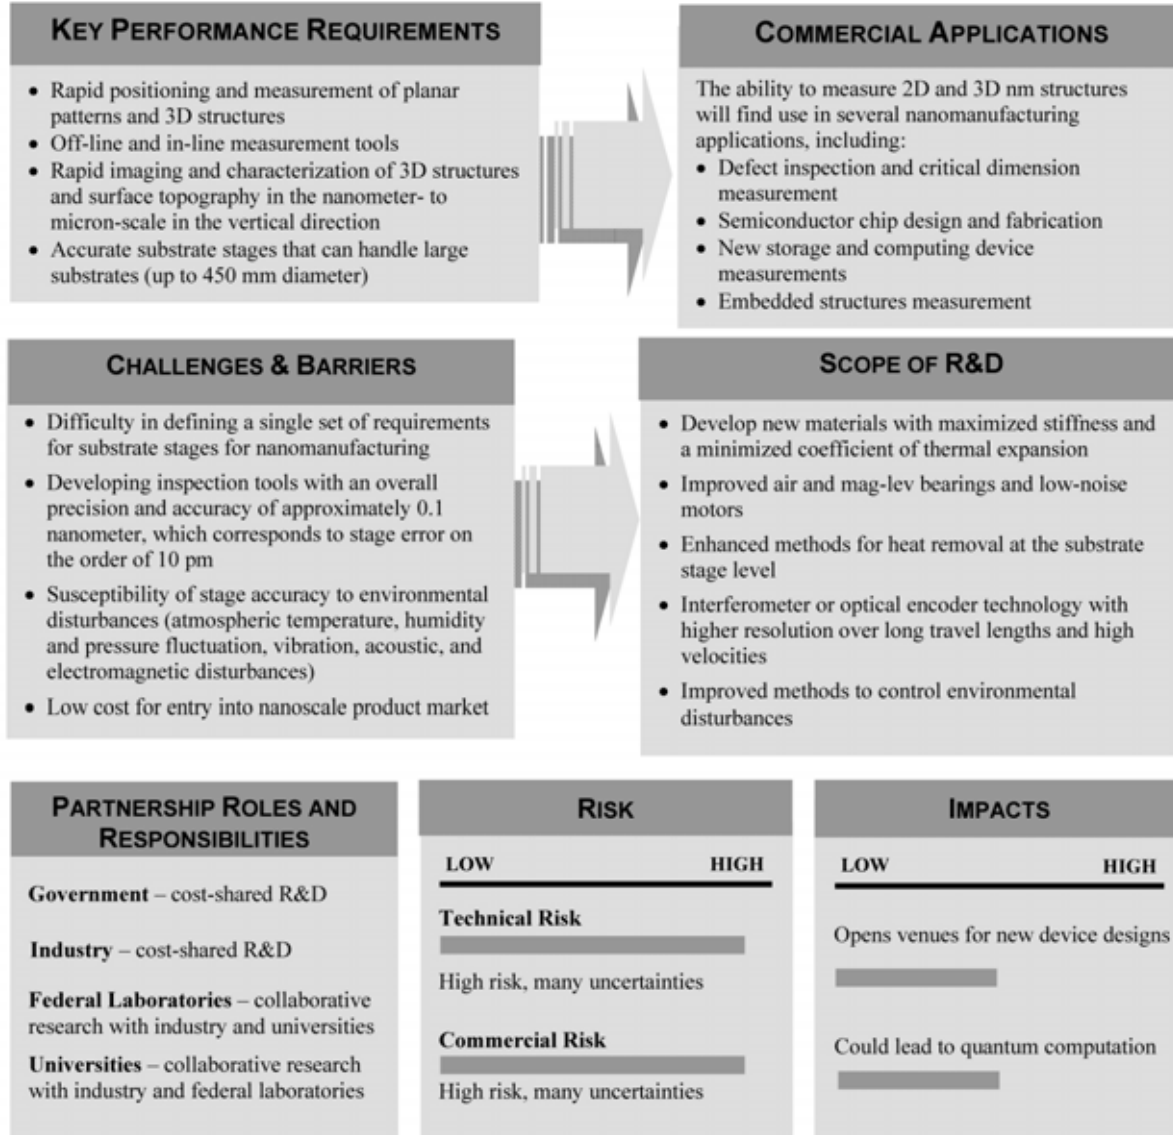 KEY PERFORMANCE REQUIREMENTS
• Rapid positioning and measurement of planar
patterns and 3D structures
• Off-line and in-line measurement tools
• Rapid imaging and characterization of 3D structures
and surface topography in the nanometer- to
micron-scale in the vertical direction
• Accurate substrate stages that can handle large
substrates (up to 450 mm diameter)
COMMERCIAL APPLICATIONS
The ability to measure 2D and 3D nm structures
will find use in several nanomanufacturing
applications, including:
• Defect inspection and critical dimension
measurement
• Semiconductor chip design and fabrication
• New storage and computing device
measurements
• Embedded structures measurement
CHALLENGES & BARRIERS
• Difficulty in defining a single set of requirements
for substrate stages for nanomanufacturing
• Developing inspection tools with an overall
precision and accuracy of approximately 0.1
nanometer, which corresponds to stage error on
the order of 10 pm
• Susceptibility of stage accuracy to environmental
disturbances (atmospheric temperature, humidity
and pressure fluctuation, vibration, acoustic, and
electromagnetic disturbances)
• Low cost for entry into nanoscale product market
SCOPE OF R&D
• Develop new materials with maximized stiffness and
a minimized coefficient of thermal expansion
• Improved air and mag-lev bearings and low-noise
motors
• Enhanced methods for heat removal at the substrate
stage level
• Interferometer or optical encoder technology with
higher resolution over long travel lengths and high
velocities
• Improved methods to control environmental
disturbances
PARTNERSHIP ROLES AND
RESPONSIBILITIES
Government – cost-shared R&D
Industry – cost-shared R&D
Federal Laboratories – collaborative
research with industry and universities
Universities – collaborative research
with industry and federal laboratories
RISK
LOW HIGH
Technical Risk
High risk, many uncertainties
Commercial Risk
High risk, many uncertainties
IMPACTS
LOW HIGH
Opens venues for new device designs
Could lead to quantum computation